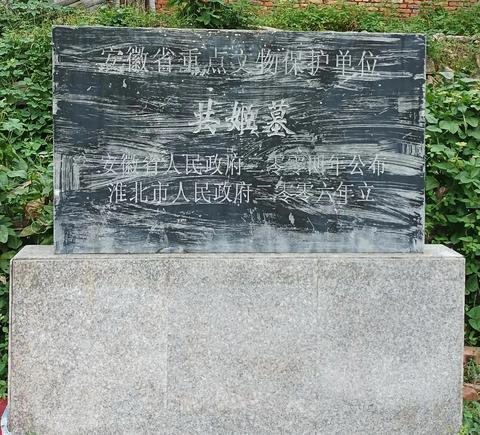 安徽省重点文物保护单位
共姬墓
安徽省人民政府二零零四年公布
淮北市人民政府二零零六年立